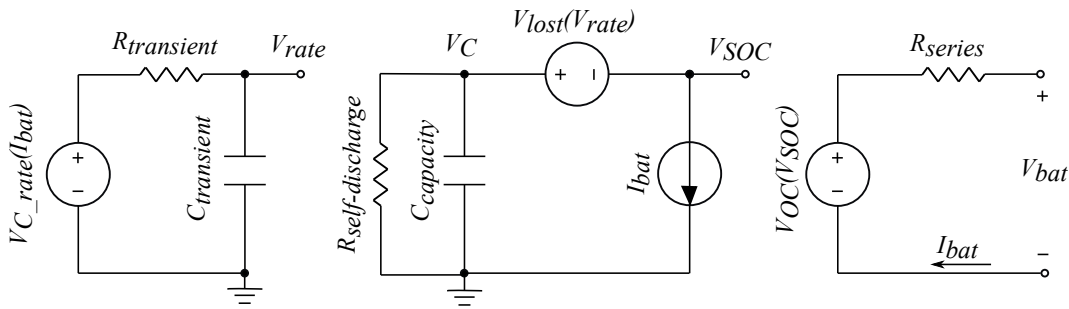 R_transient
V_rate
V_C_rate(I_bat)
+
−
C_transient
V_C
V_lost(V_rate)
+ −
V_SOC
R_self-discharge
C_capacity
I_bat
R_series
V_OC(V_SOC)
+
−
+
V_bat
−
I_bat